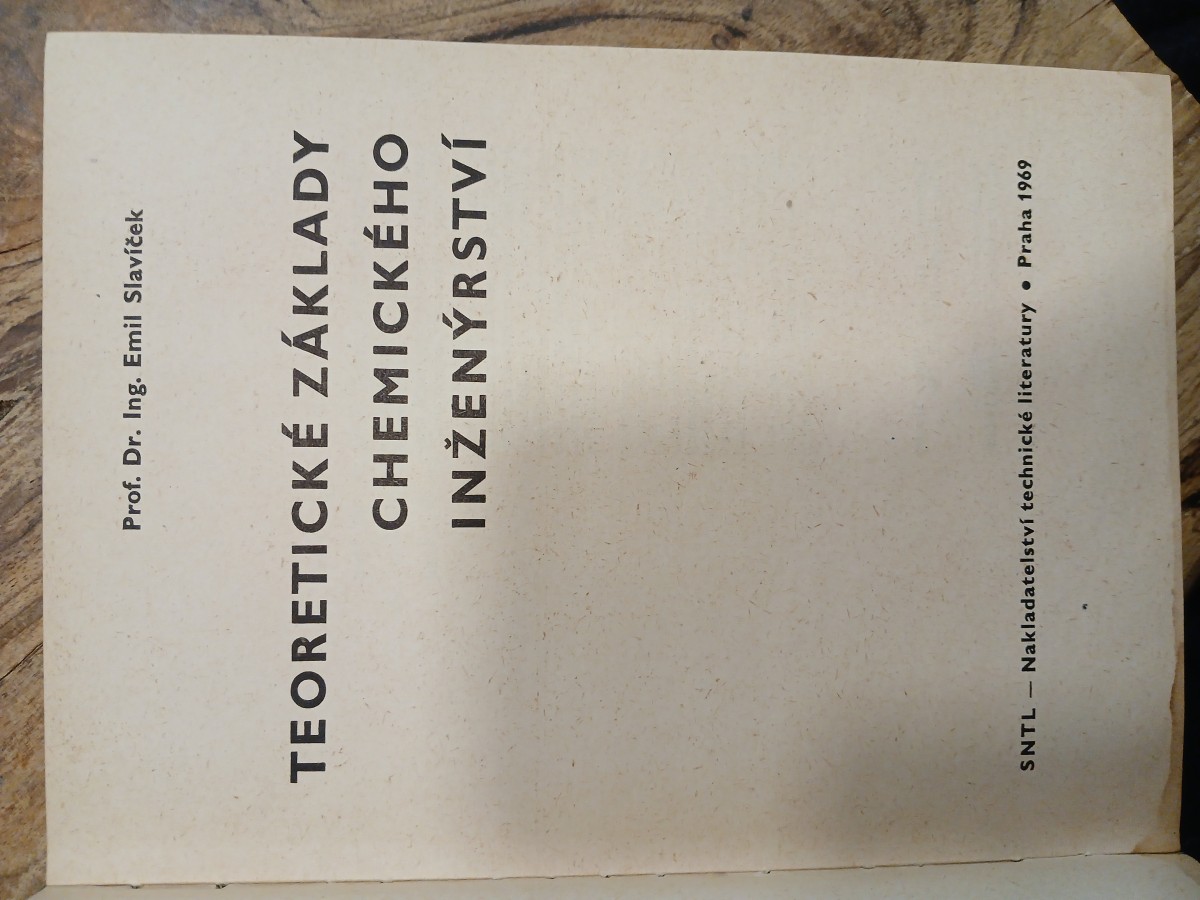 Prof. Dr. Ing. Emil Slavíček
TEORETICKÉ ZÁKLADY
CHEMICKÉHO
INŽENÝRSTVÍ
SNTL — Nakladatelství technické literatury • Praha 1969